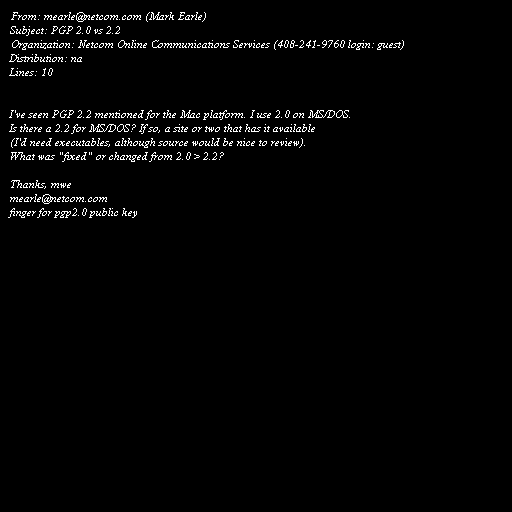 From: mearle@netcom.com (Mark Earle)
Subject: PGP 2.0 vs 2.2
Organization: Netcom Online Communications Services (408-241-9760 login: guest)
Distribution: na
Lines: 10

I've seen PGP 2.2 mentioned for the Mac platform. I use 2.0 on MS/DOS.
Is there a 2.2 for MS/DOS? If so, a site or two that has it available
(I'd need executables, although source would be nice to review).
What was "fixed" or changed from 2.0 > 2.2?

Thanks, mwe
mearle@netcom.com
finger for pgp2.0 public key